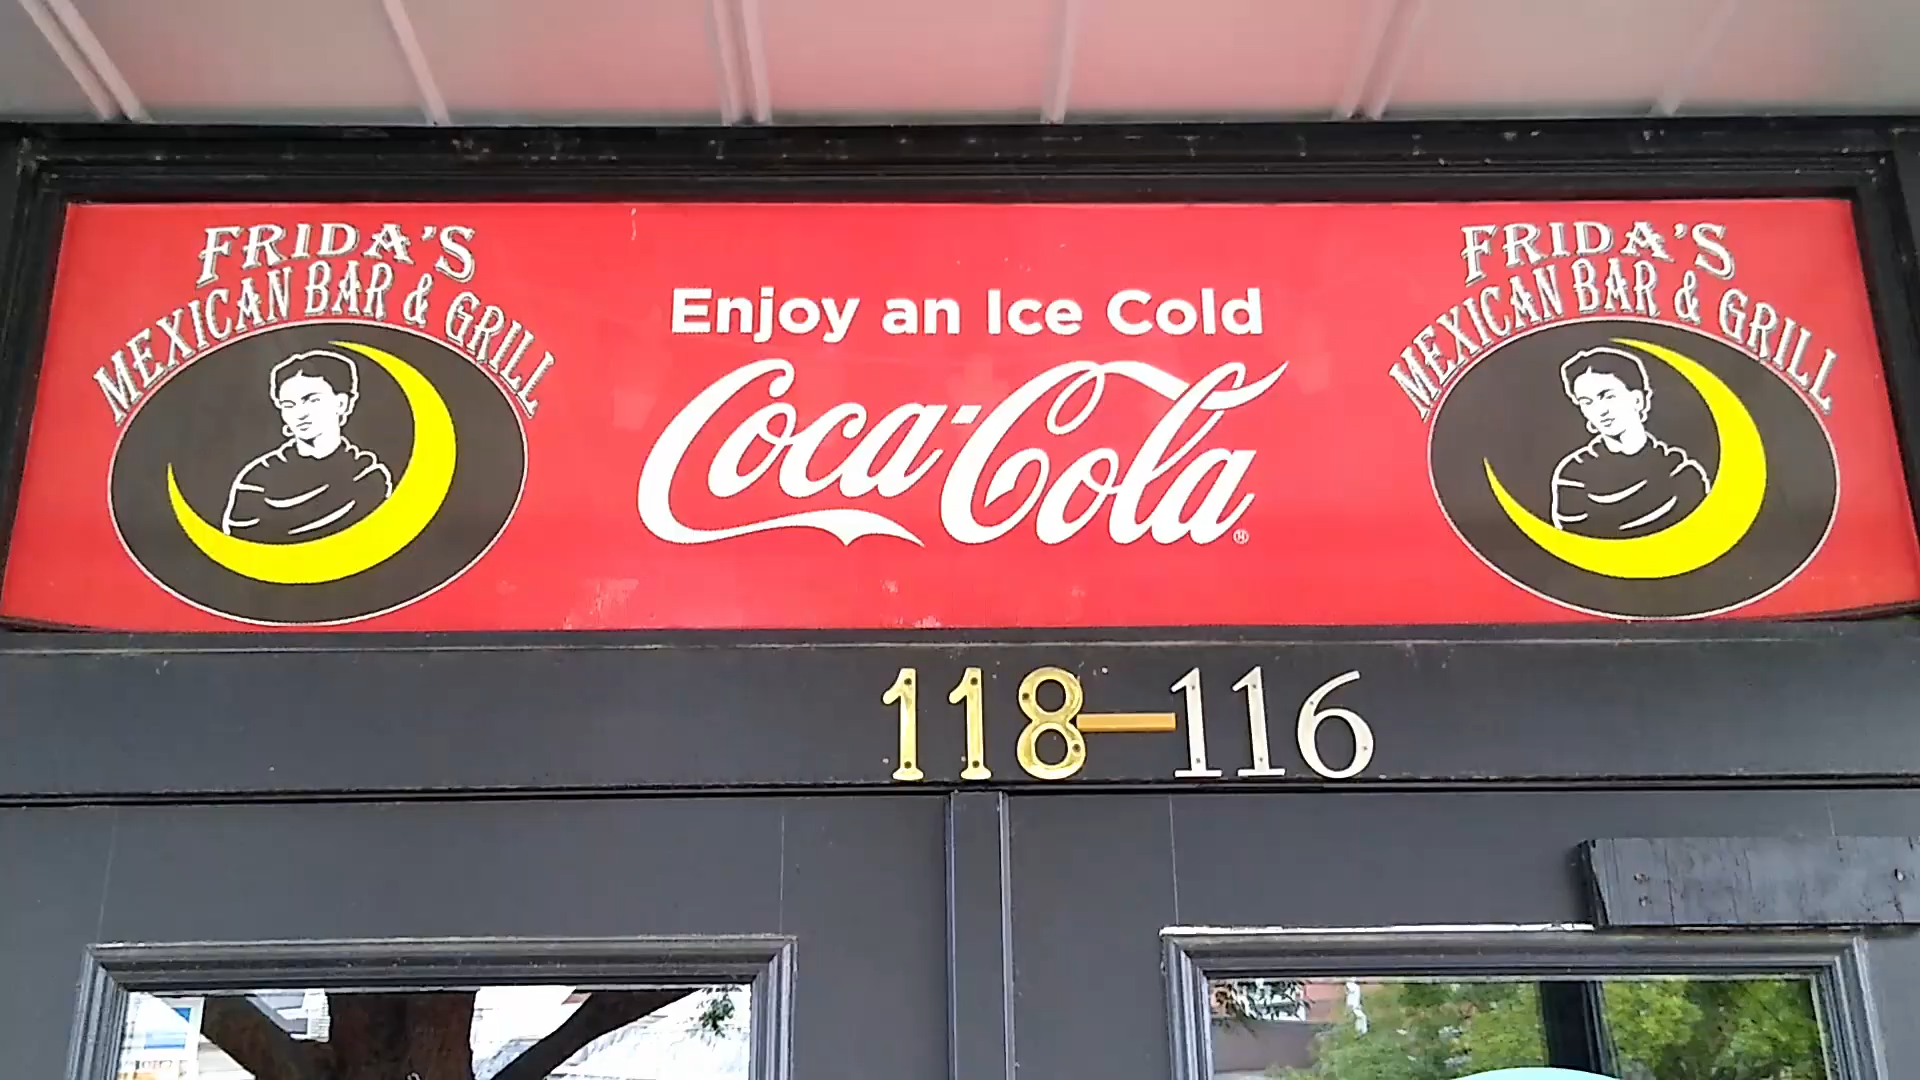 FRIDA'S
MEXICAN BAR & GRILL
Enjoy an Ice Cold
Coca-Cola®
FRIDA'S
MEXICAN BAR & GRILL
118-116